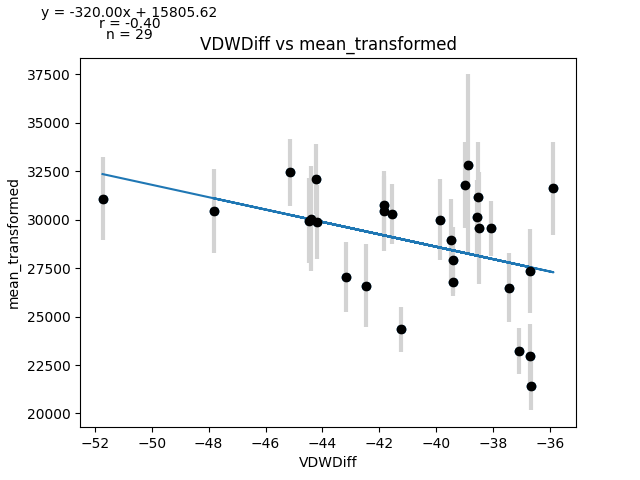 y = -320.00x + 15805.62
r = -0.40
n = 29
VDWDiff vs mean_transformed
37500
35000
32500
30000
27500
25000
22500
20000
mean_transformed
−52 −50 −48 −46 −44 −42 −40 −38 −36
VDWDiff